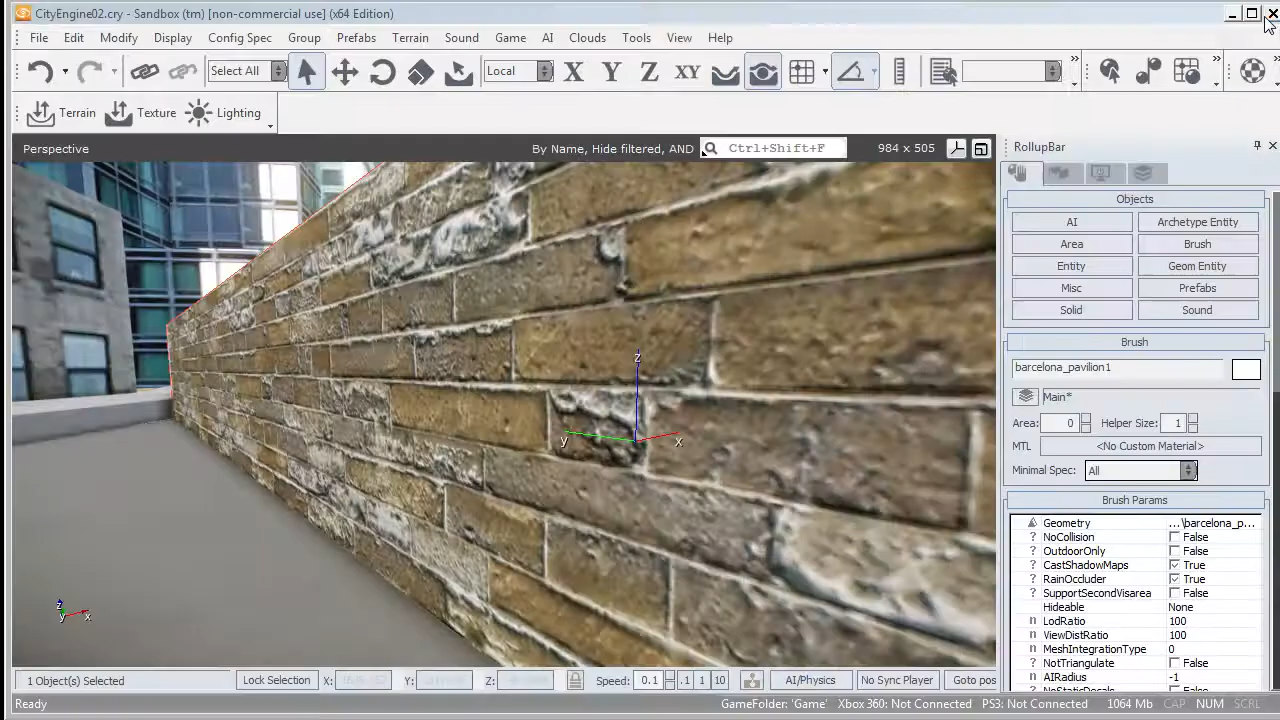 CityEngine02.cry - Sandbox (tm) [non-commercial use] (x64 Edition)
File Edit Modify Display Config Spec Group Prefabs Terrain Sound Game AI Clouds Tools View Help
Select All Local X Y Z XY
Terrain Texture Lighting
Perspective By Name, Hide filtered, AND Ctrl+Shift+F 984 x 505
RollupBar
Objects
AI Archetype Entity
Area Brush
Entity Geom Entity
Misc Prefabs
Solid Sound
Brush
barcelona_pavilion1
Main*
Area: 0 Helper Size: 1
MTL <No Custom Material>
Minimal Spec: All
Brush Params
Geometry ...\barcelona_p...
NoCollision False
OutdoorOnly False
CastShadowMaps True
RainOccluder True
SupportSecondVisarea False
Hideable None
LodRatio 100
ViewDistRatio 100
MeshIntegrationType 0
NotTriangulate False
AIRadius -1
NoStaticDecals False
z
y x
z
y x
1 Object(s) Selected Lock Selection X: Y: Z: Speed: 0.1 .1 1 10 AI/Physics No Sync Player Goto pos
Ready GameFolder: 'Game' Xbox 360: Not Connected PS3: Not Connected 1064 Mb CAP NUM SCRL